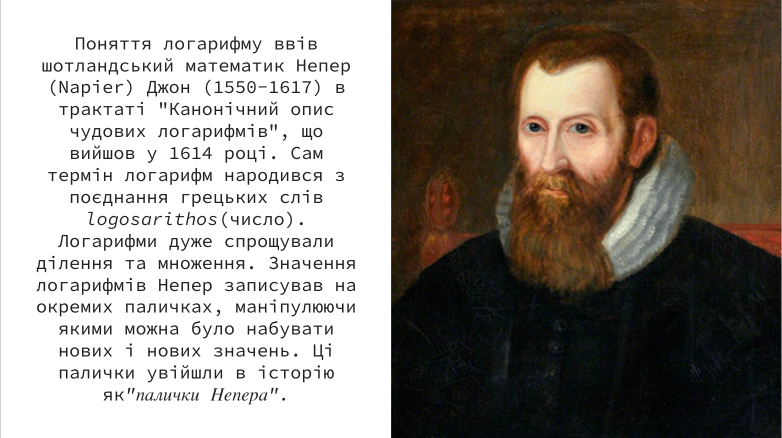 Поняття логарифму ввів
шотландський математик Непер
(Napier) Джон (1550-1617) в
трактаті "Канонічний опис
чудових логарифмів", що
вийшов у 1614 році. Сам
термін логарифм народився з
поєднання грецьких слів
logosarithos(число).
Логарифми дуже спрощували
ділення та множення. Значення
логарифмів Непер записував на
окремих паличках, маніпулюючи
якими можна було набувати
нових і нових значень. Ці
палички увійшли в історію
як"палички Непера".